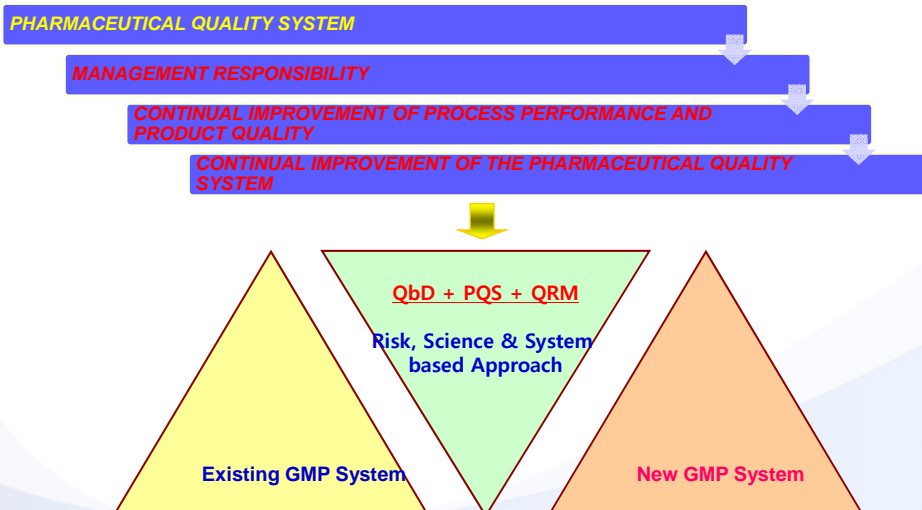 PHARMACEUTICAL QUALITY SYSTEM
MANAGEMENT RESPONSIBILITY
CONTINUAL IMPROVEMENT OF PROCESS PERFORMANCE AND
PRODUCT QUALITY
CONTINUAL IMPROVEMENT OF THE PHARMACEUTICAL QUALITY
SYSTEM
QbD + PQS + QRM
Risk, Science & System
based Approach
Existing GMP System
New GMP System